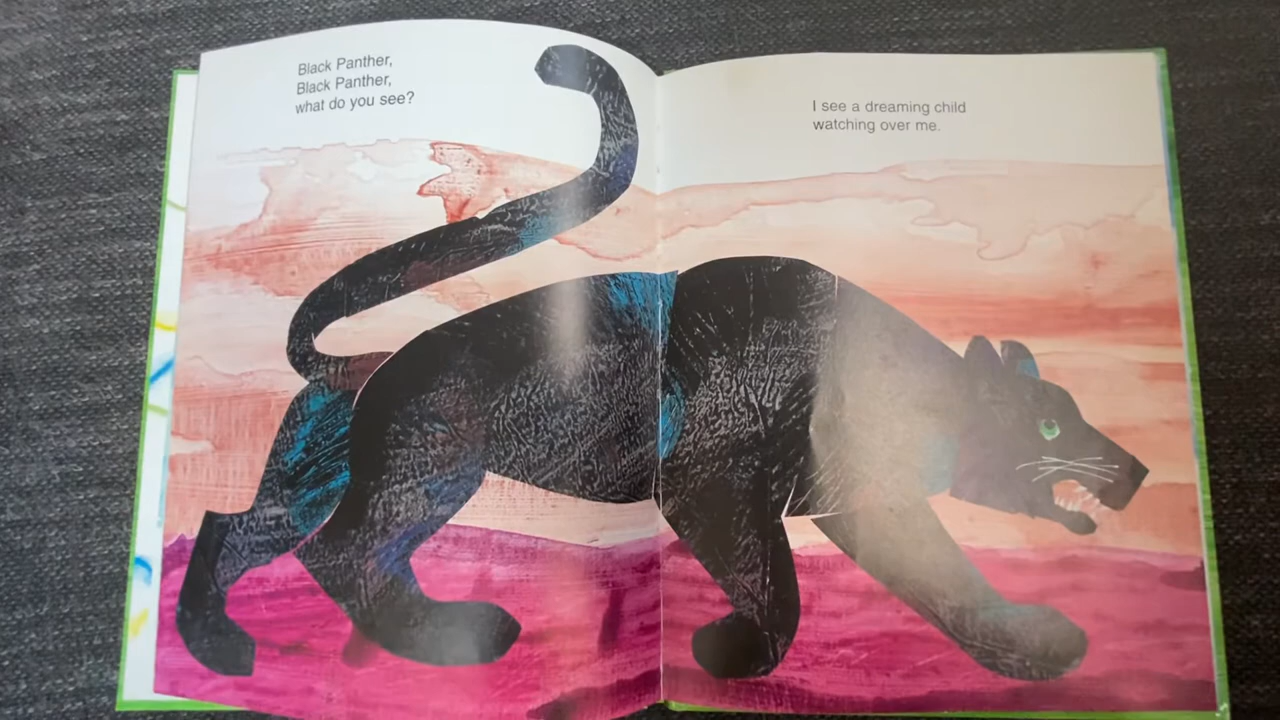 Black Panther,
Black Panther,
what do you see?
I see a dreaming child
watching over me.